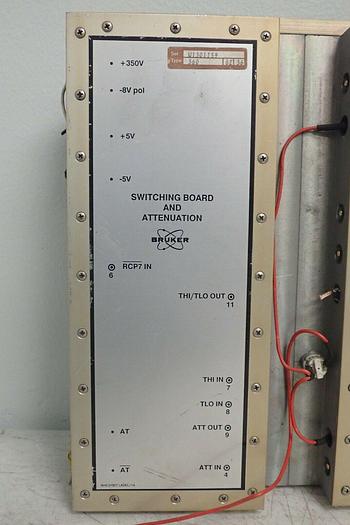 +350V
-8V pol
+5V
-5V
SWITCHING BOARD
AND
ATTENUATION
BRUKER
RCP7 IN
6
THI/TLO OUT
11
THI IN
7
TLO IN
8
AT
ATT OUT
9
AT
ATT IN
4